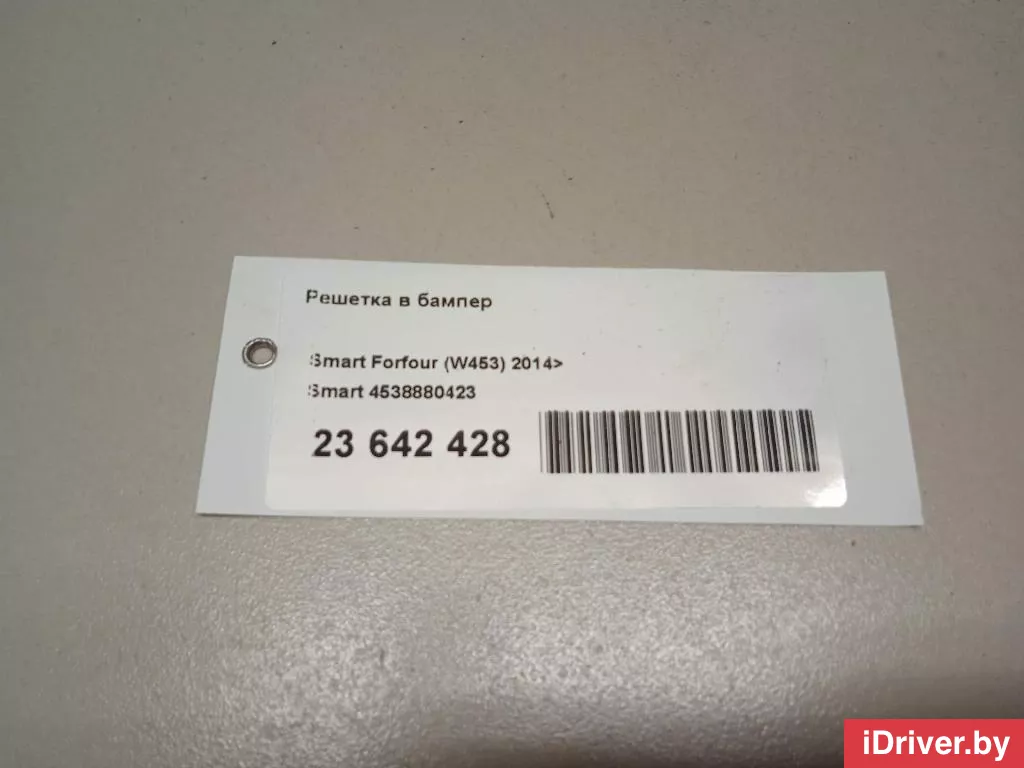 Решетка в бампер
Smart Forfour (W453) 2014>
Smart 4538880423
23 642 428
iDriver.by